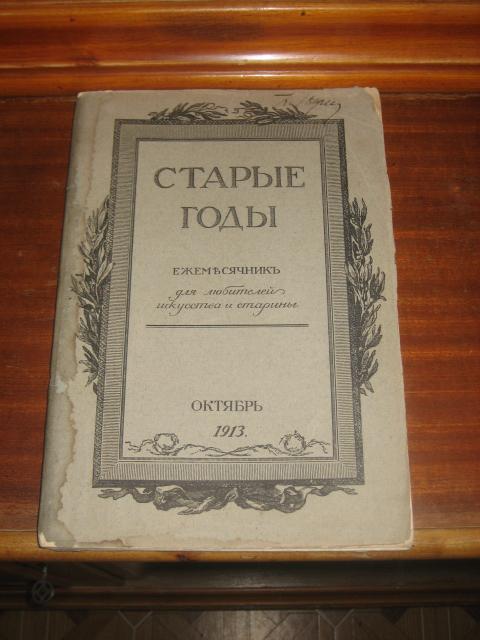 СТАРЫЕ
ГОДЫ
ЕЖЕМѢСЯЧНИКЪ
для любителей
искусства и старины
ОКТЯБРЬ
1913.